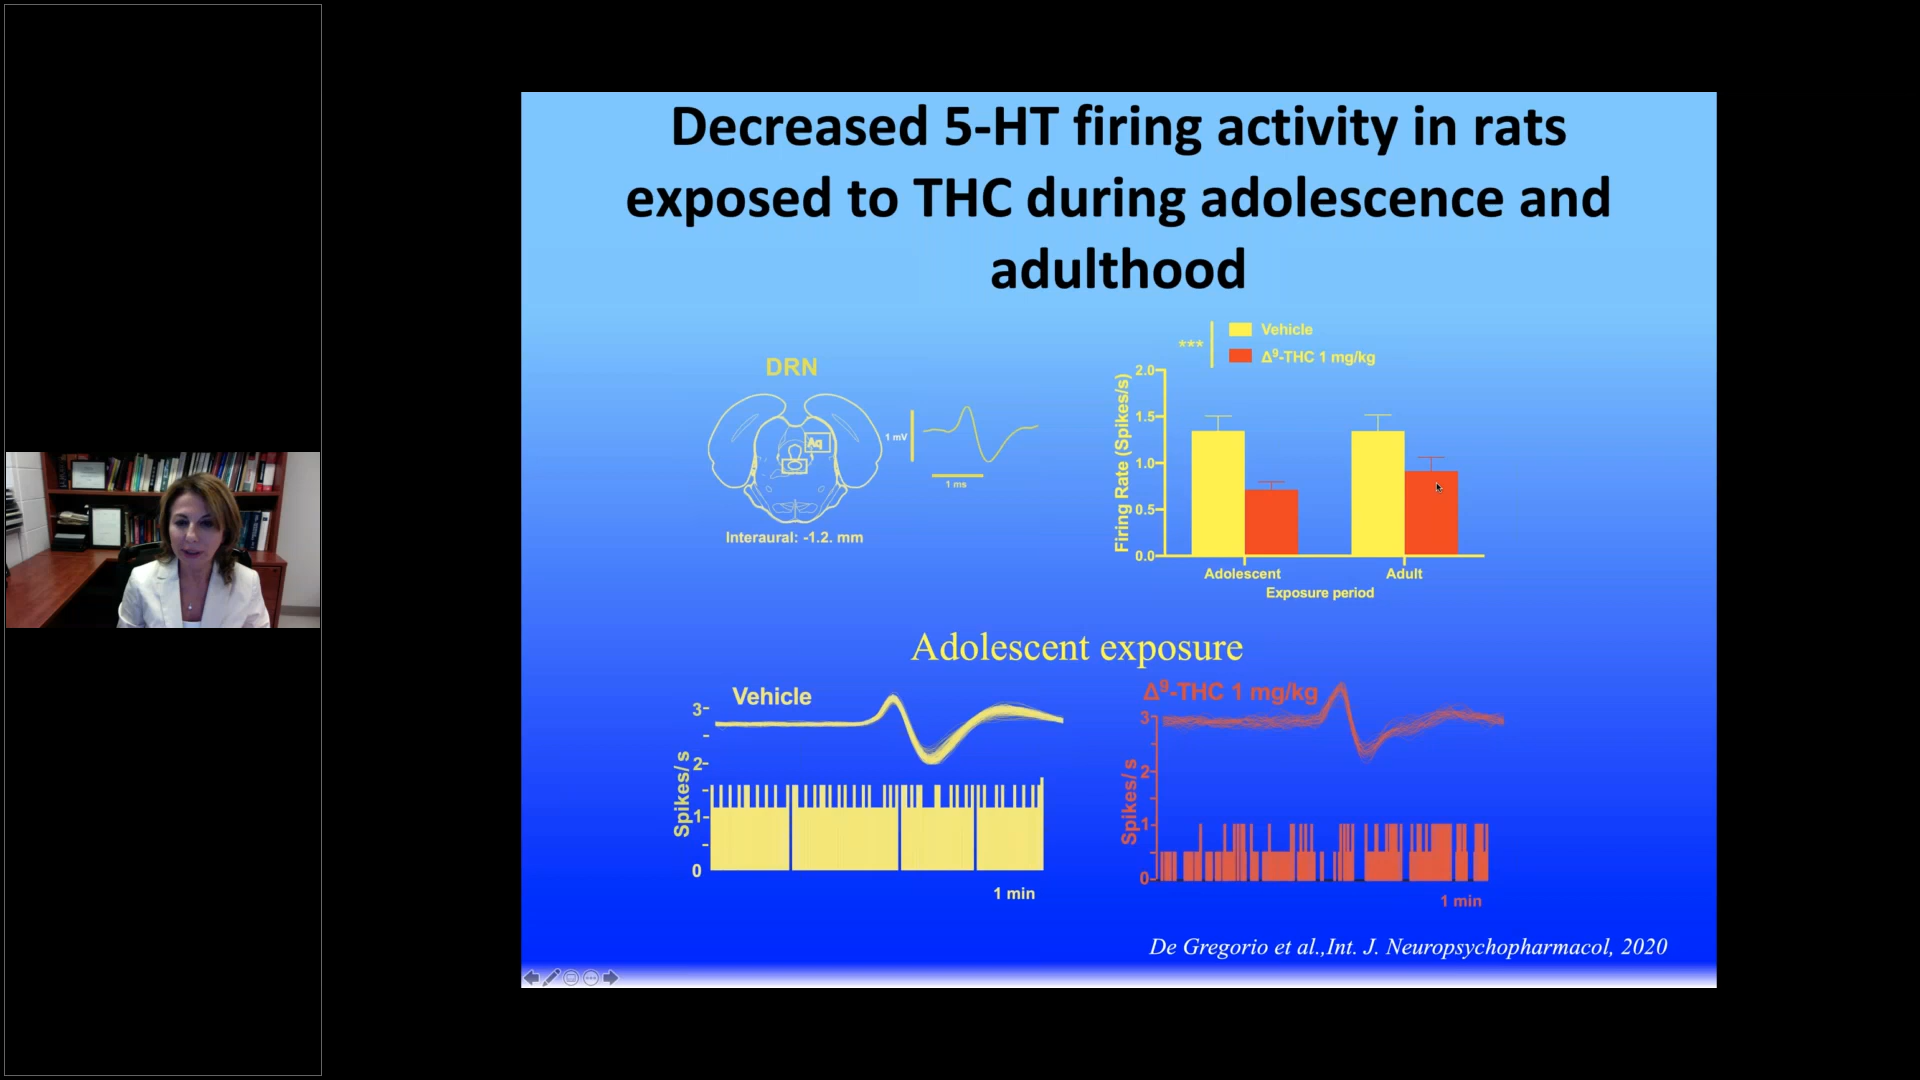 Decreased 5-HT firing activity in rats
exposed to THC during adolescence and
adulthood
DRN
Aq
1 mV
1 ms
Interaural: -1.2. mm
***
Vehicle
Δ⁹-THC 1 mg/kg
Firing Rate (Spikes/s)
2.0
1.5
1.0
0.5
0.0
Adolescent
Adult
Exposure period
Adolescent exposure
Vehicle
Spikes/ s
3
2
1
0
1 min
Δ⁹-THC 1 mg/kg
Spikes/ s
3
2
1
0
1 min
De Gregorio et al.,Int. J. Neuropsychopharmacol, 2020